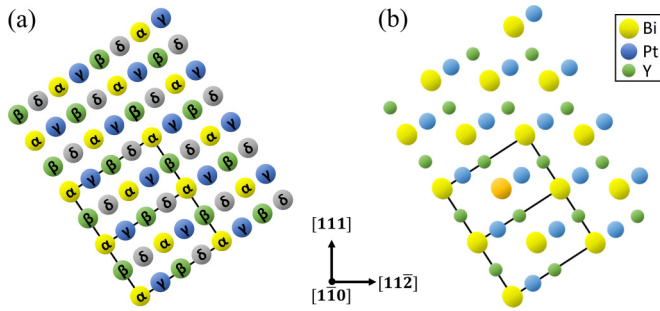 (a)
β δ α γ β δ α γ
α γ β δ α γ β δ
β δ α γ β δ α γ
α γ β δ α γ β δ
β δ α γ β δ α γ
α γ β δ α γ β δ
β δ α γ β δ α γ
α γ β δ α γ β δ
[111]
[11̄0] [112̄]
(b)
Bi
Pt
Y